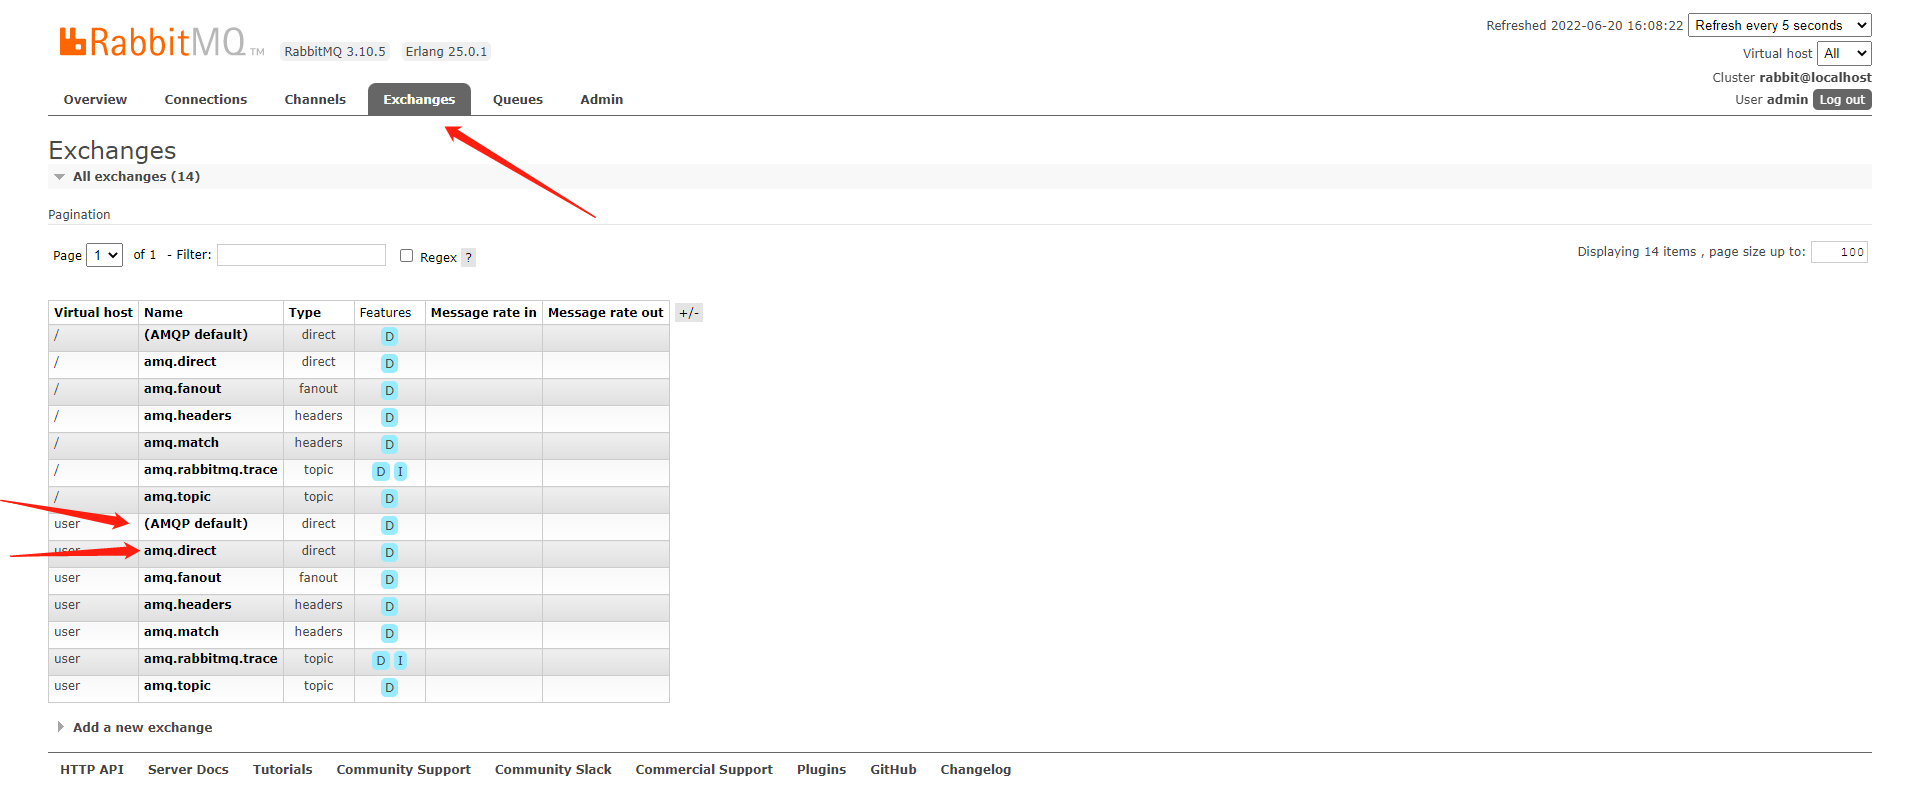 RabbitMQ TM RabbitMQ 3.10.5 Erlang 25.0.1
Refreshed 2022-06-20 16:08:22 Refresh every 5 seconds
Virtual host All
Cluster rabbit@localhost
User admin Log out
Overview Connections Channels Exchanges Queues Admin
Exchanges
All exchanges (14)
Pagination
Page 1 of 1 - Filter: Regex ? Displaying 14 items , page size up to: 100
Virtual host Name Type Features Message rate in Message rate out +/-
/ (AMQP default) direct D
/ amq.direct direct D
/ amq.fanout fanout D
/ amq.headers headers D
/ amq.match headers D
/ amq.rabbitmq.trace topic D I
/ amq.topic topic D
user (AMQP default) direct D
user amq.direct direct D
user amq.fanout fanout D
user amq.headers headers D
user amq.match headers D
user amq.rabbitmq.trace topic D I
user amq.topic topic D
Add a new exchange
HTTP API Server Docs Tutorials Community Support Community Slack Commercial Support Plugins GitHub Changelog